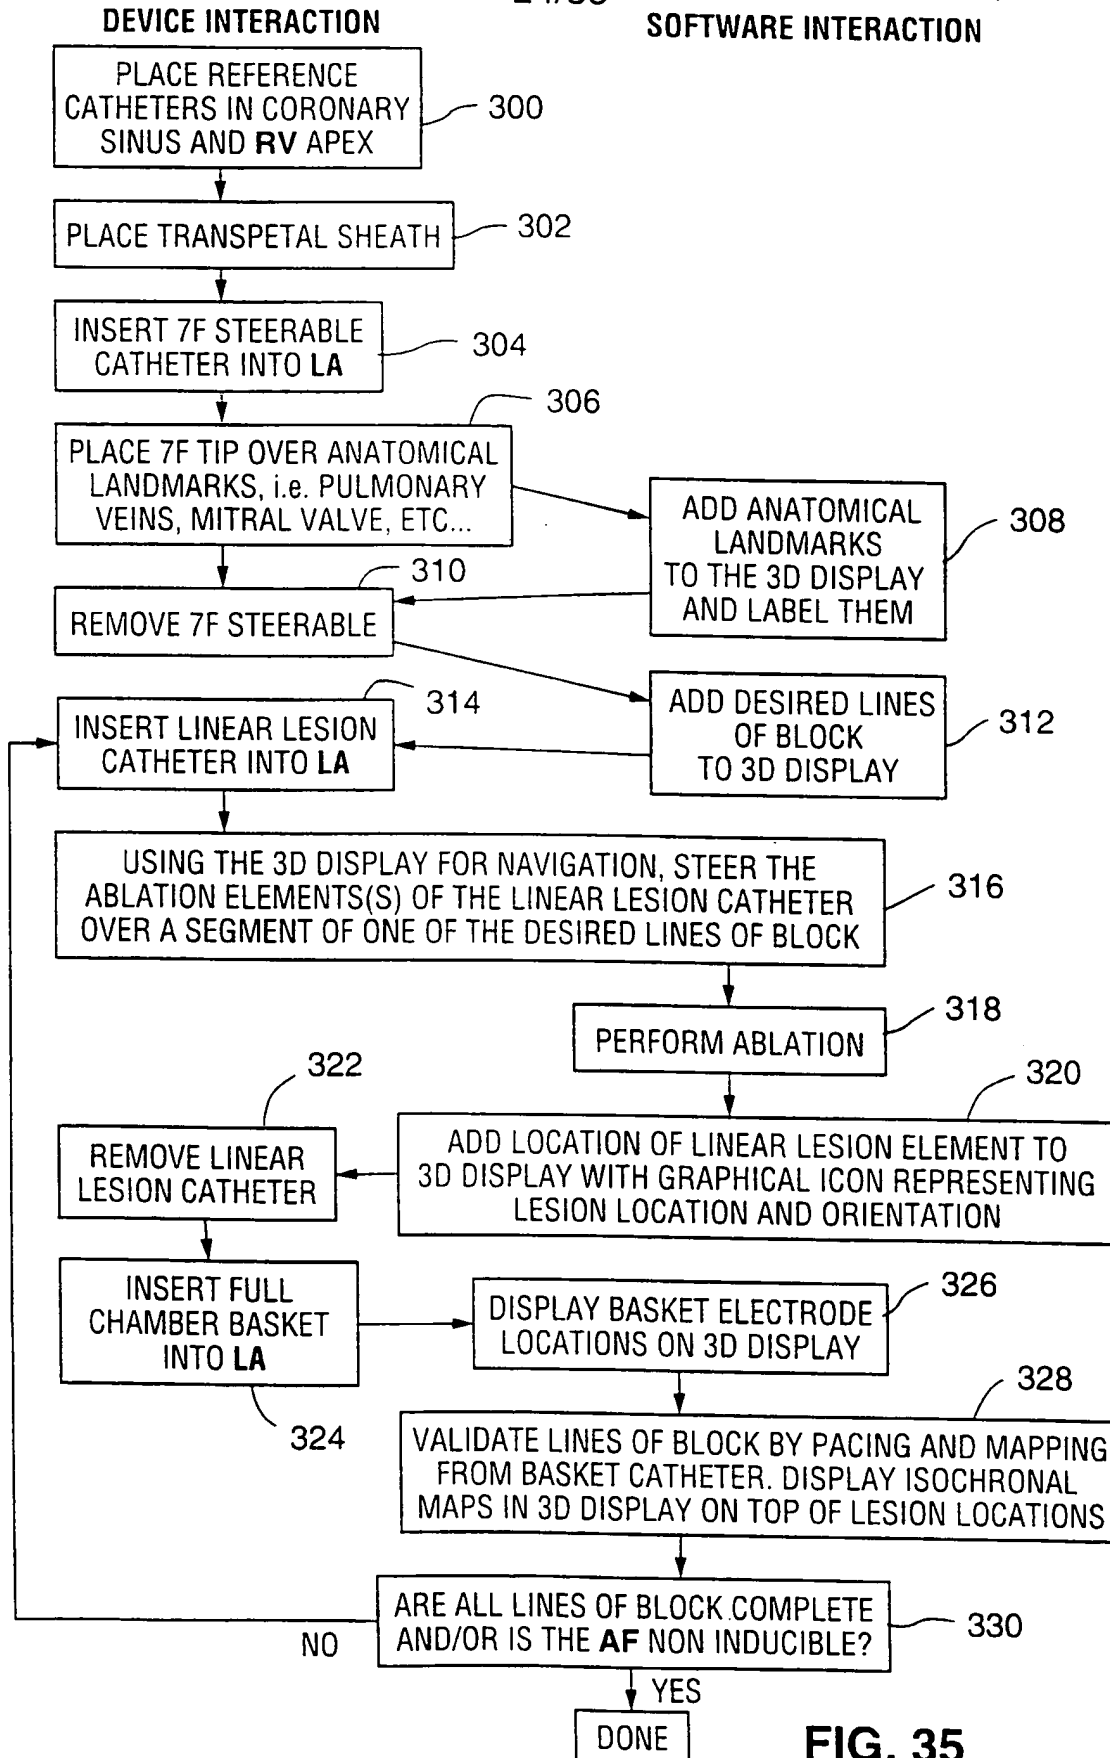 DEVICE INTERACTION
SOFTWARE INTERACTION
PLACE REFERENCE
CATHETERS IN CORONARY
SINUS AND RV APEX
300
PLACE TRANSPETAL SHEATH
302
INSERT 7F STEERABLE
CATHETER INTO LA
304
306
PLACE 7F TIP OVER ANATOMICAL
LANDMARKS, i.e. PULMONARY
VEINS, MITRAL VALVE, ETC...
ADD ANATOMICAL
LANDMARKS
TO THE 3D DISPLAY
AND LABEL THEM
308
310
REMOVE 7F STEERABLE
ADD DESIRED LINES
OF BLOCK
TO 3D DISPLAY
312
314
INSERT LINEAR LESION
CATHETER INTO LA
USING THE 3D DISPLAY FOR NAVIGATION, STEER THE
ABLATION ELEMENTS(S) OF THE LINEAR LESION CATHETER
OVER A SEGMENT OF ONE OF THE DESIRED LINES OF BLOCK
316
PERFORM ABLATION
318
320
ADD LOCATION OF LINEAR LESION ELEMENT TO
3D DISPLAY WITH GRAPHICAL ICON REPRESENTING
LESION LOCATION AND ORIENTATION
322
REMOVE LINEAR
LESION CATHETER
INSERT FULL
CHAMBER BASKET
INTO LA
324
DISPLAY BASKET ELECTRODE
LOCATIONS ON 3D DISPLAY
326
328
VALIDATE LINES OF BLOCK BY PACING AND MAPPING
FROM BASKET CATHETER. DISPLAY ISOCHRONAL
MAPS IN 3D DISPLAY ON TOP OF LESION LOCATIONS
ARE ALL LINES OF BLOCK COMPLETE
AND/OR IS THE AF NON INDUCIBLE?
330
NO
YES
DONE
FIG. 35